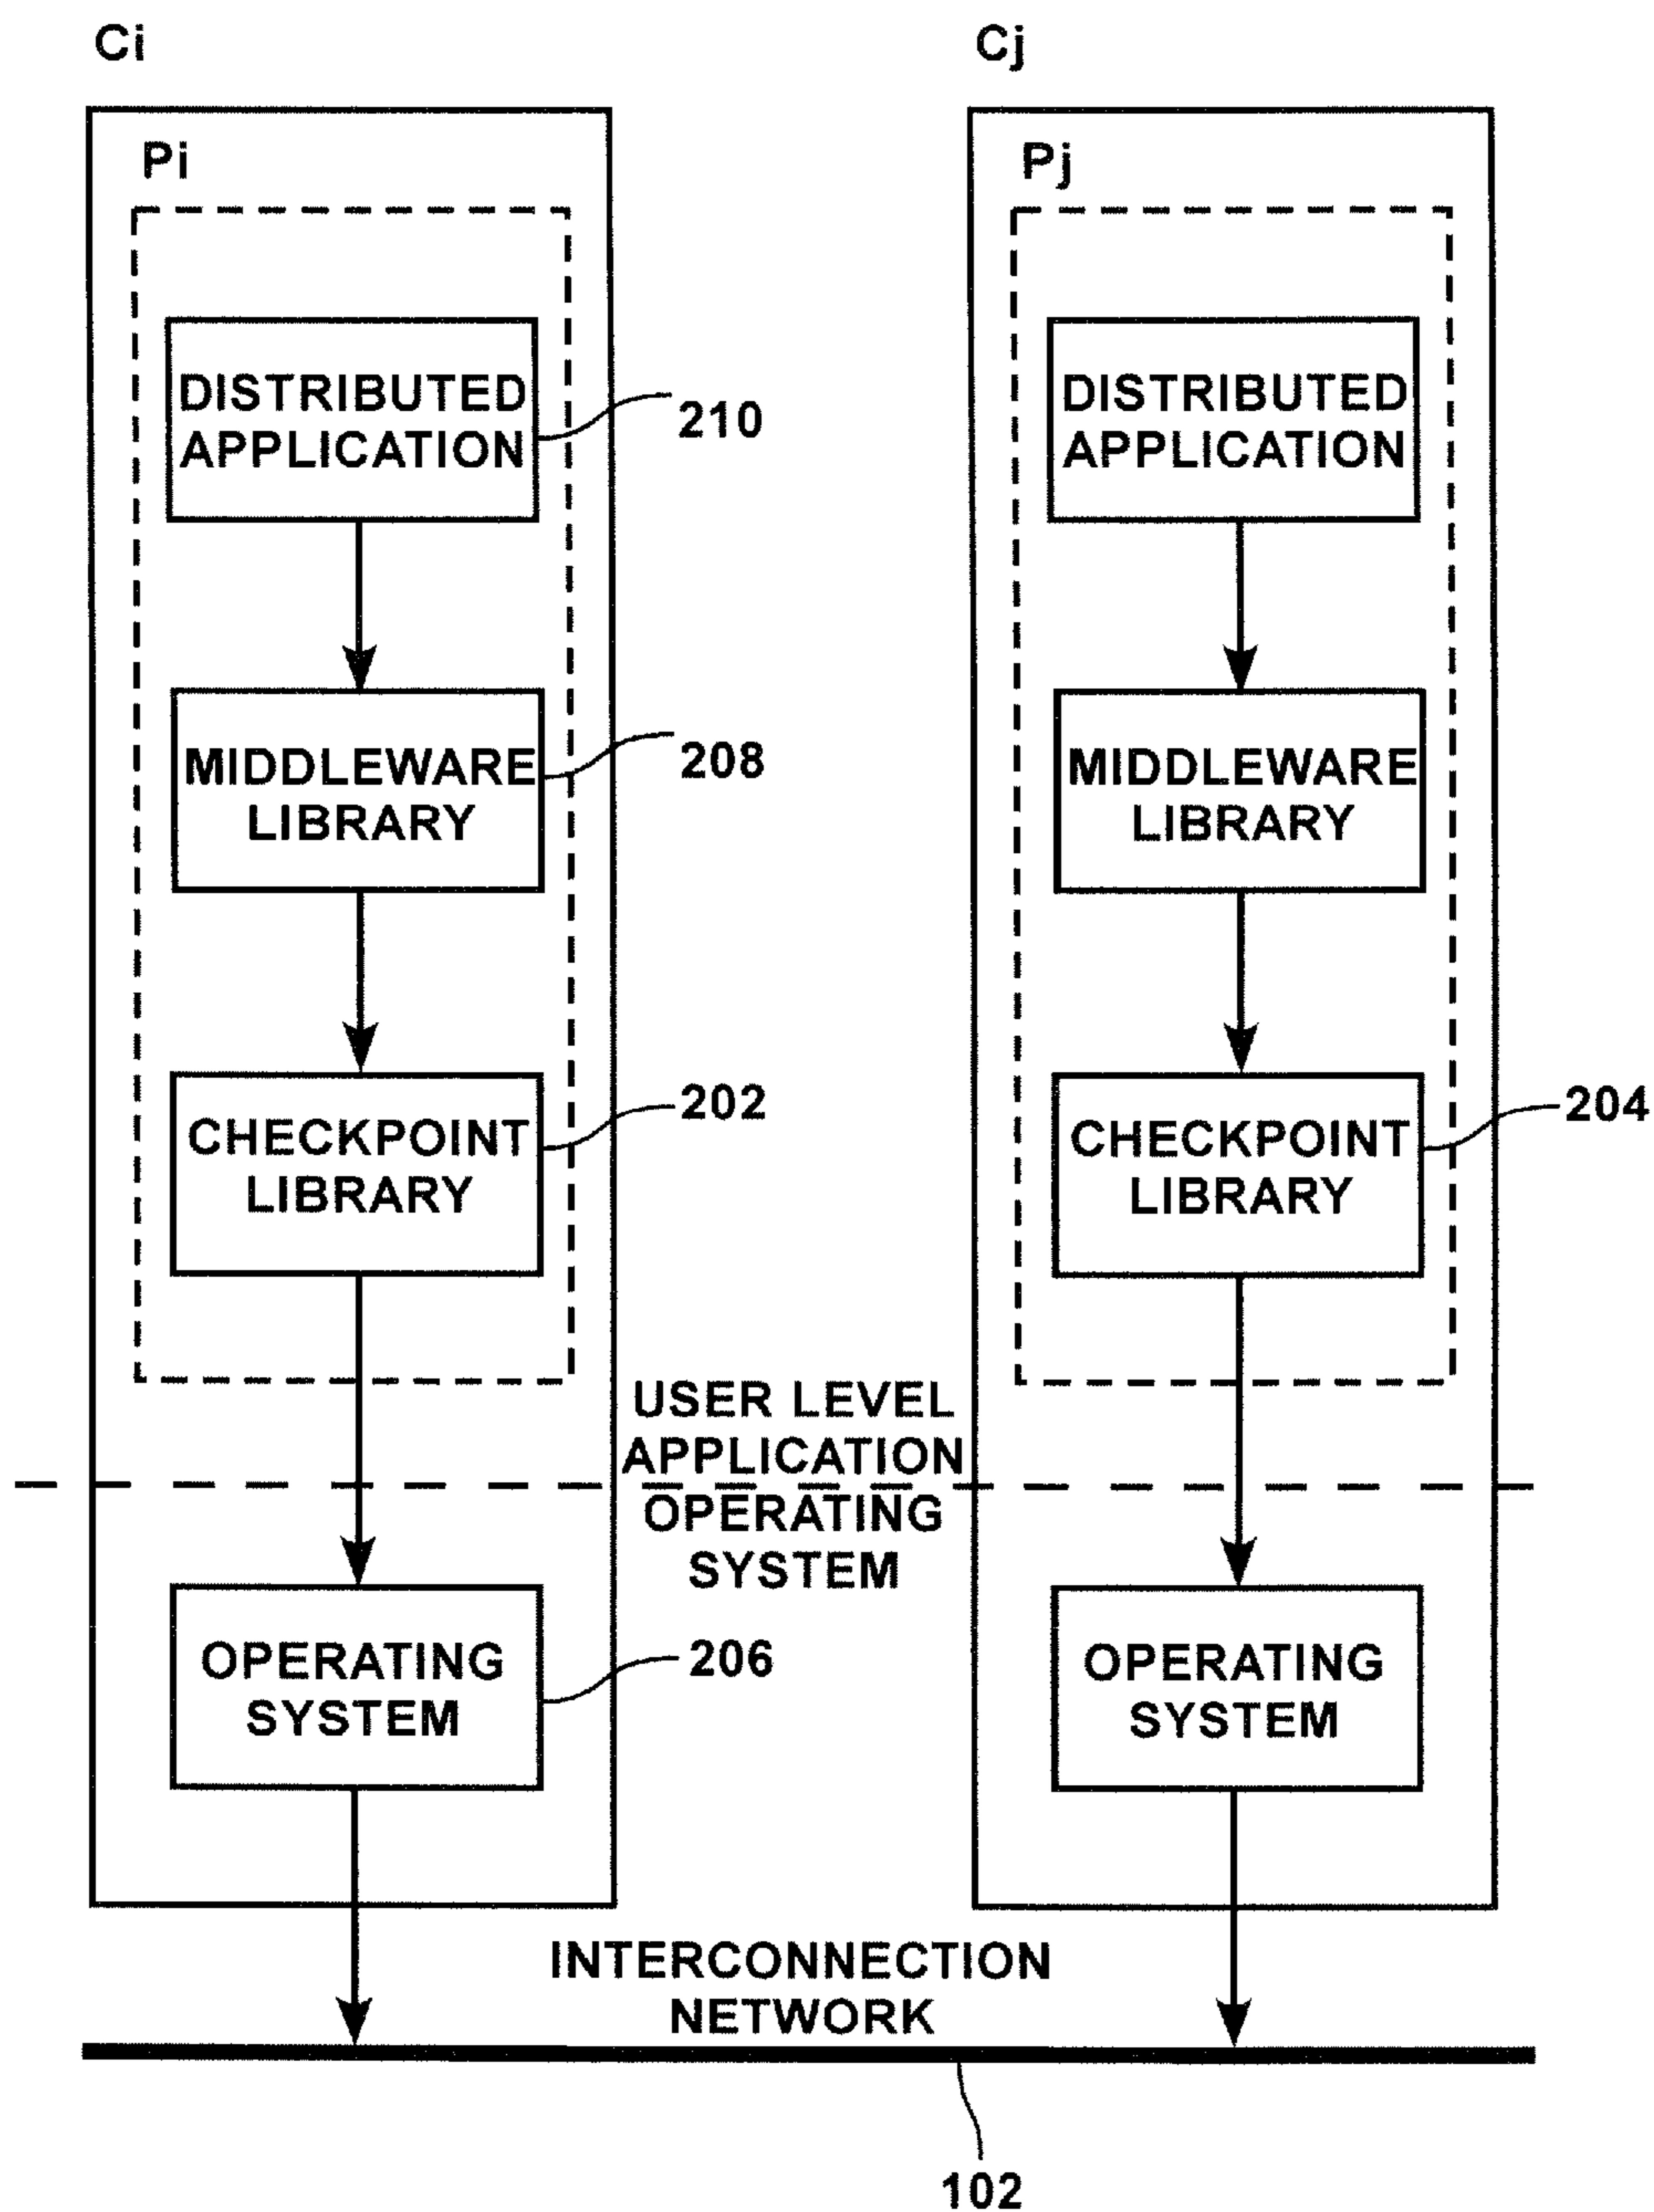 Ci
Cj
Pi
Pj
DISTRIBUTED
APPLICATION
210
DISTRIBUTED
APPLICATION
MIDDLEWARE
LIBRARY
208
MIDDLEWARE
LIBRARY
CHECKPOINT
LIBRARY
202
CHECKPOINT
LIBRARY
204
USER LEVEL
APPLICATION
OPERATING
SYSTEM
OPERATING
SYSTEM
206
OPERATING
SYSTEM
INTERCONNECTION
NETWORK
102